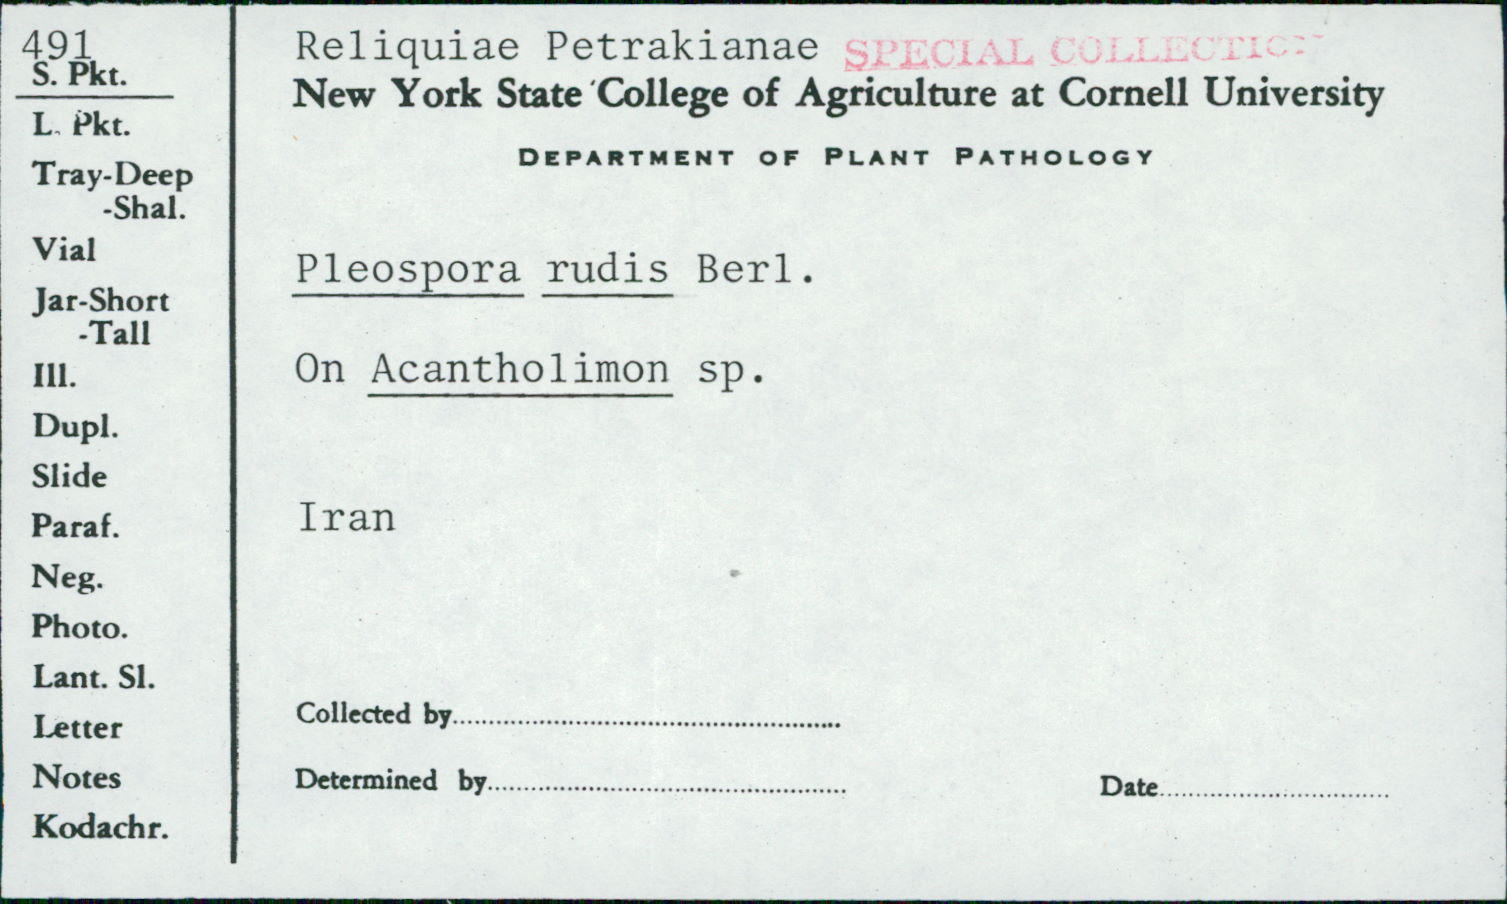 491
S. Pkt.
L. Pkt.
Tray-Deep
-Shal.
Vial
Jar-Short
-Tall
Ill.
Dupl.
Slide
Paraf.
Neg.
Photo.
Lant. Sl.
Letter
Notes
Kodachr.
Reliquiae Petrakianae SPECIAL COLLECTION
New York State College of Agriculture at Cornell University
DEPARTMENT OF PLANT PATHOLOGY
Pleospora rudis Berl.
On Acantholimon sp.
Iran
Collected by
Determined by
Date